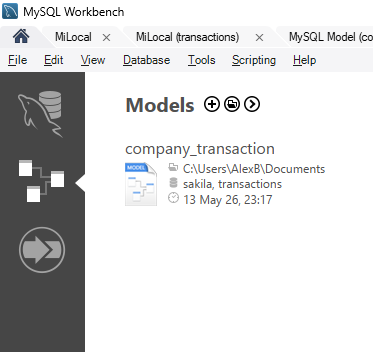 MySQL Workbench
MiLocal × MiLocal (transactions) × MySQL Model (co
File Edit View Database Tools Scripting Help
Models
company_transaction
MODEL
C:\Users\AlexB\Documents
sakila, transactions
13 May 26, 23:17